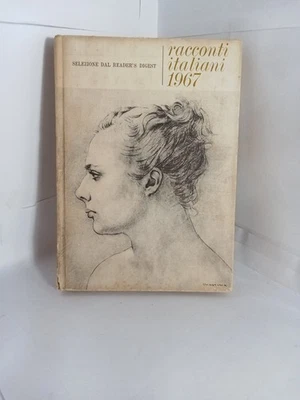 SELEZIONE DAL READER'S DIGEST
racconti
italiani
1967